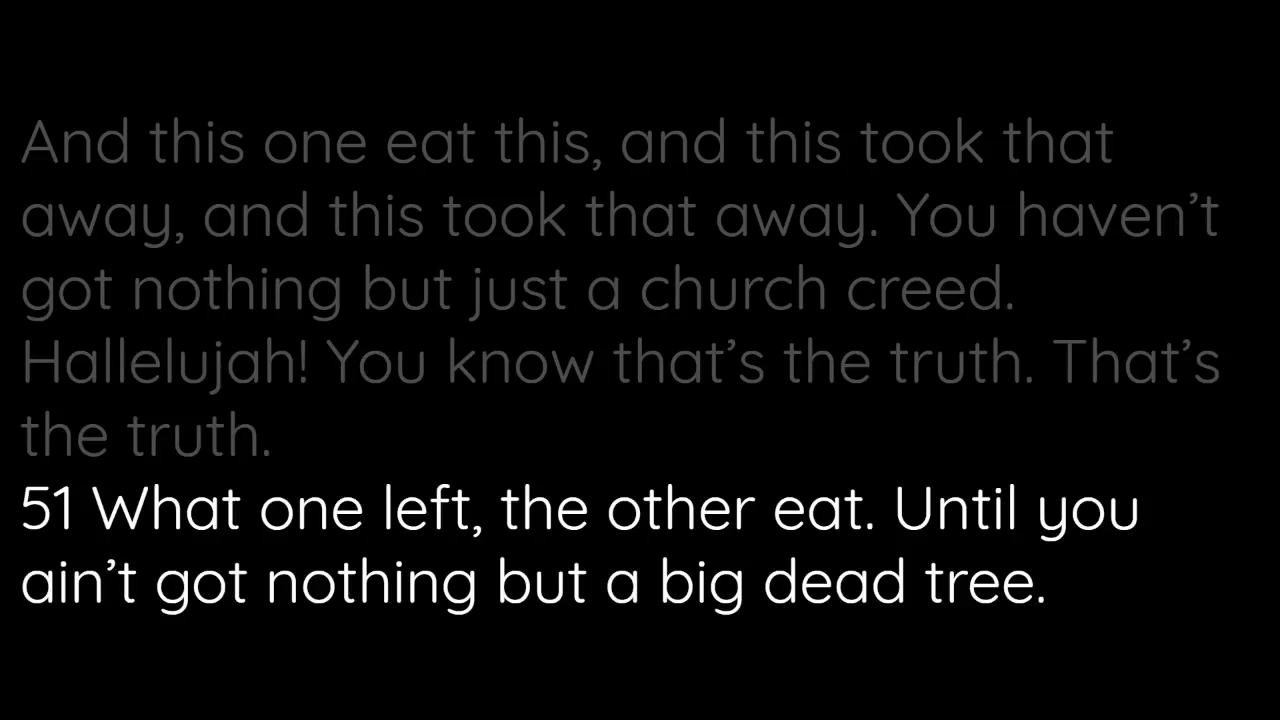 And this one eat this, and this took that
away, and this took that away. You haven’t
got nothing but just a church creed.
Hallelujah! You know that’s the truth. That’s
the truth.
51 What one left, the other eat. Until you
ain’t got nothing but a big dead tree.